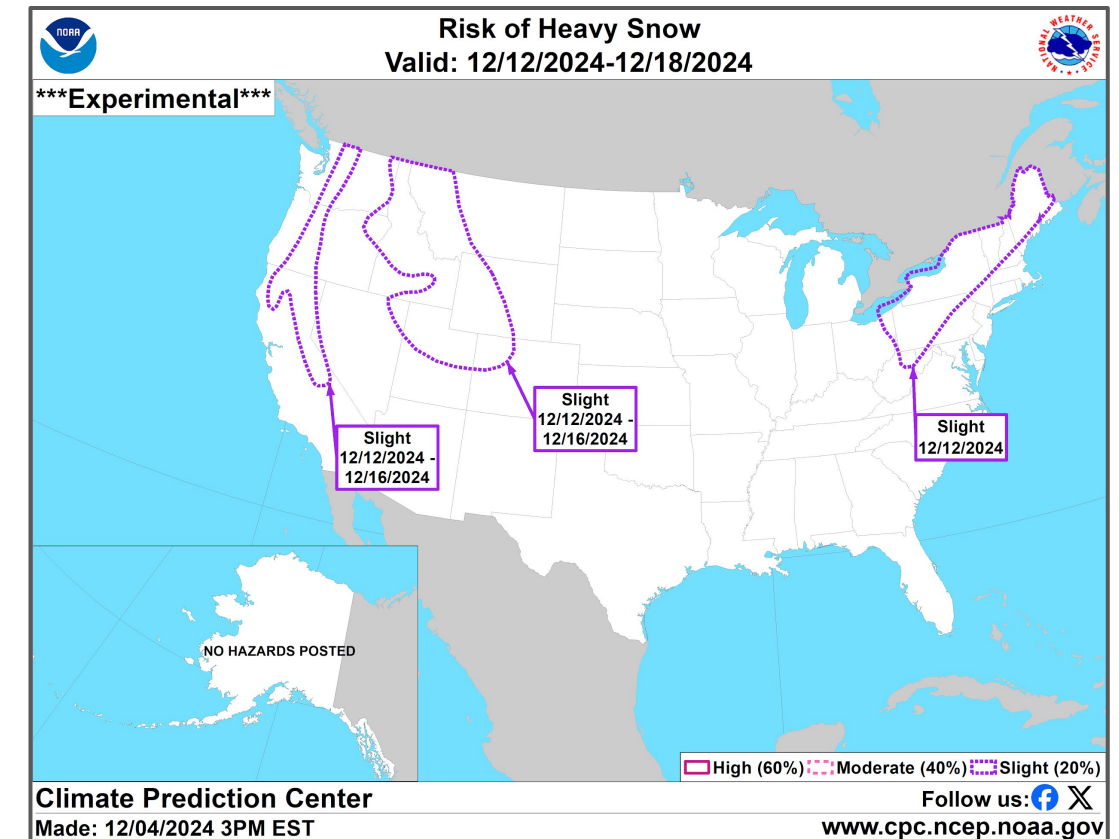 NOAA
Risk of Heavy Snow
Valid: 12/12/2024-12/18/2024
NATIONAL WEATHER SERVICE
***Experimental***
Slight
12/12/2024 -
12/16/2024
Slight
12/12/2024
Slight
12/12/2024 -
12/16/2024
NO HAZARDS POSTED
High (60%) Moderate (40%) Slight (20%)
Climate Prediction Center
Follow us:
Made: 12/04/2024 3PM EST
www.cpc.ncep.noaa.gov